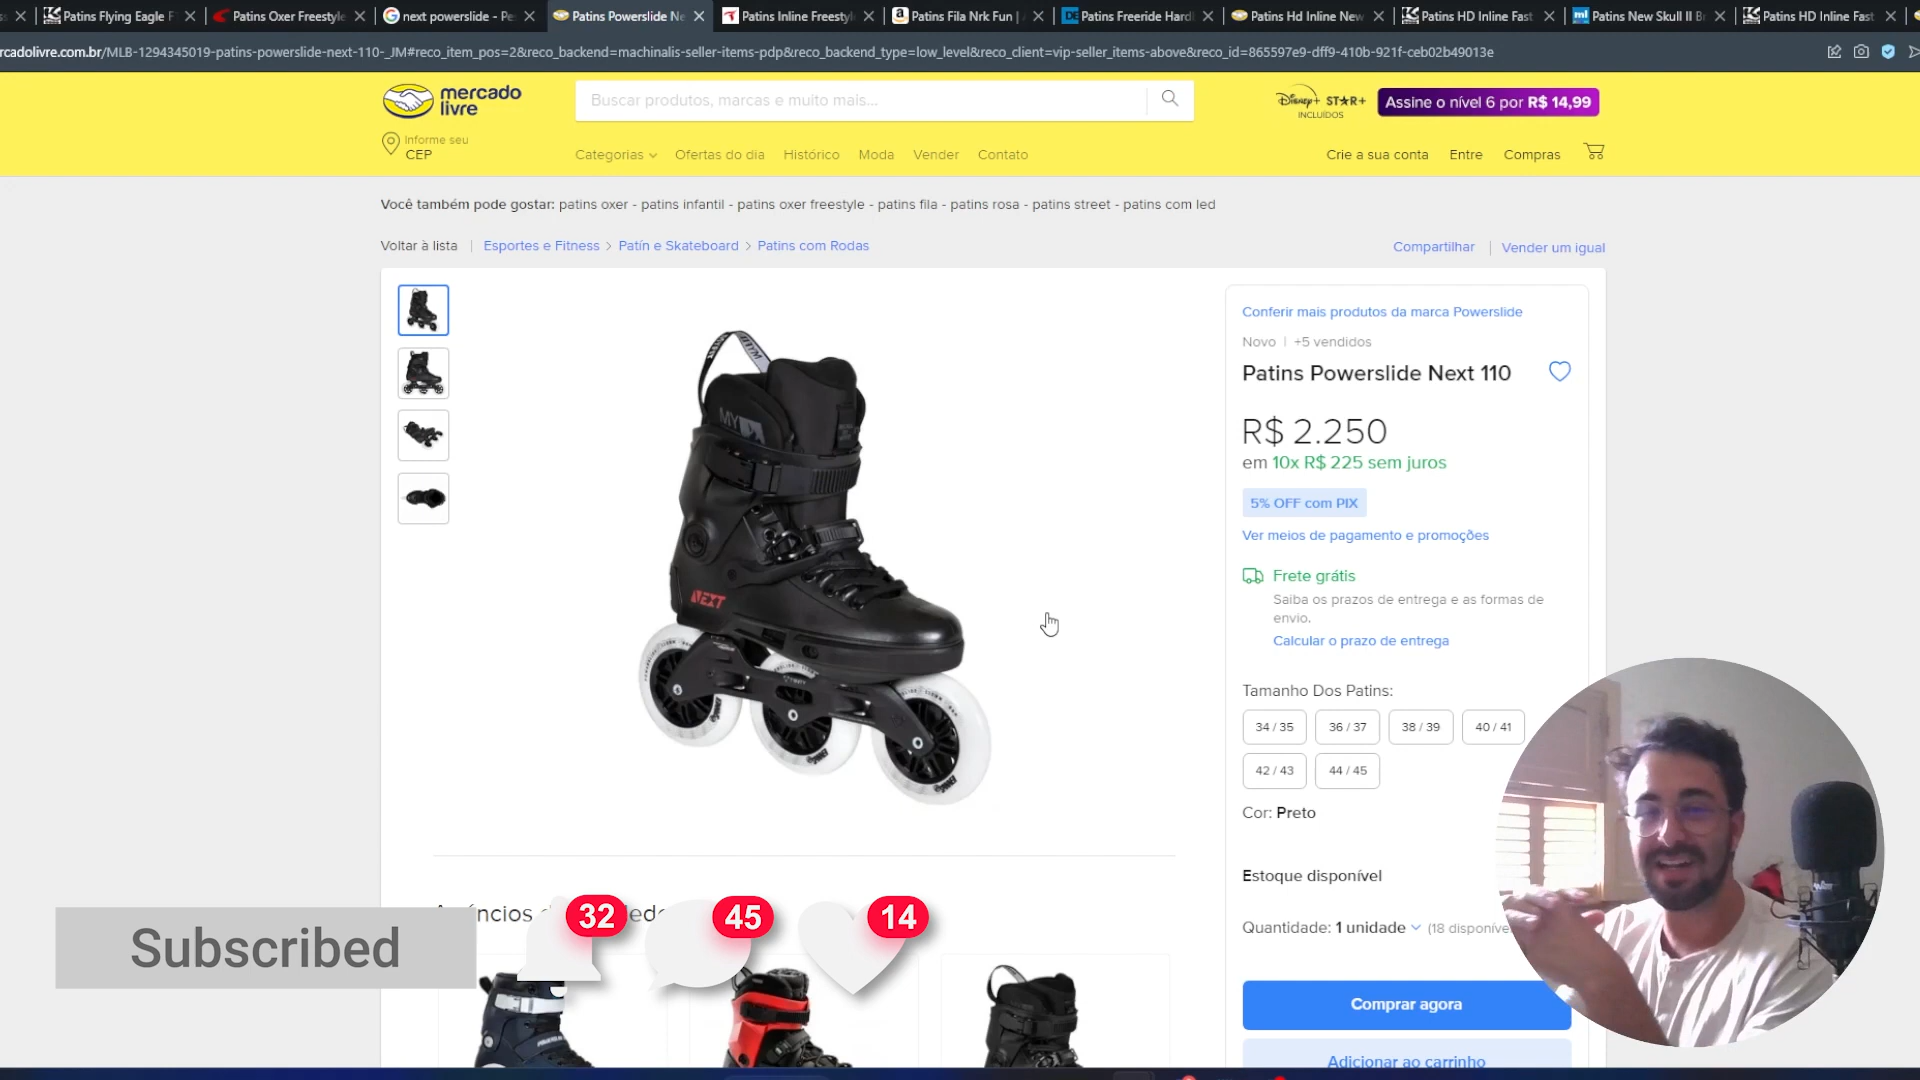 Patins Flying Eagle F
Patins Oxer Freestyle
next powerslide - Pe
Patins Powerslide Ne
Patins Inline Freestyl
Patins Fila Nrk Fun |
Patins Freeride Hard
Patins Hd Inline New
Patins HD Inline Fast
Patins New Skull II B
Patins HD Inline Fast
rcadolivre.com.br/MLB-1294345019-patins-powerslide-next-110-_JM#reco_item_pos=2&reco_backend=machinalis-seller-items-pdp&reco_backend_type=low_level&reco_client=vip-seller_items-above&reco_id=865597e9-dff9-410b-921f-ceb02b49013e
mercado
livre
Buscar produtos, marcas e muito mais...
Disney+ STAR+
INCLUÍDOS
Assine o nível 6 por R$ 14,99
Informe seu
CEP
Categorias
Ofertas do dia
Histórico
Moda
Vender
Contato
Crie a sua conta
Entre
Compras
Você também pode gostar: patins oxer - patins infantil - patins oxer freestyle - patins fila - patins rosa - patins street - patins com led
Voltar à lista
Esportes e Fitness > Patín e Skateboard > Patins com Rodas
Compartilhar
Vender um igual
Conferir mais produtos da marca Powerslide
Novo | +5 vendidos
Patins Powerslide Next 110
R$ 2.250
em 10x R$ 225 sem juros
5% OFF com PIX
Ver meios de pagamento e promoções
Frete grátis
Saiba os prazos de entrega e as formas de
envio.
Calcular o prazo de entrega
Tamanho Dos Patins:
34 / 35
36 / 37
38 / 39
40 / 41
42 / 43
44 / 45
Cor: Preto
Estoque disponível
Quantidade: 1 unidade (18 disponíve
Comprar agora
Adicionar ao carrinho
MY
NEXT
Subscribed
32
45
14